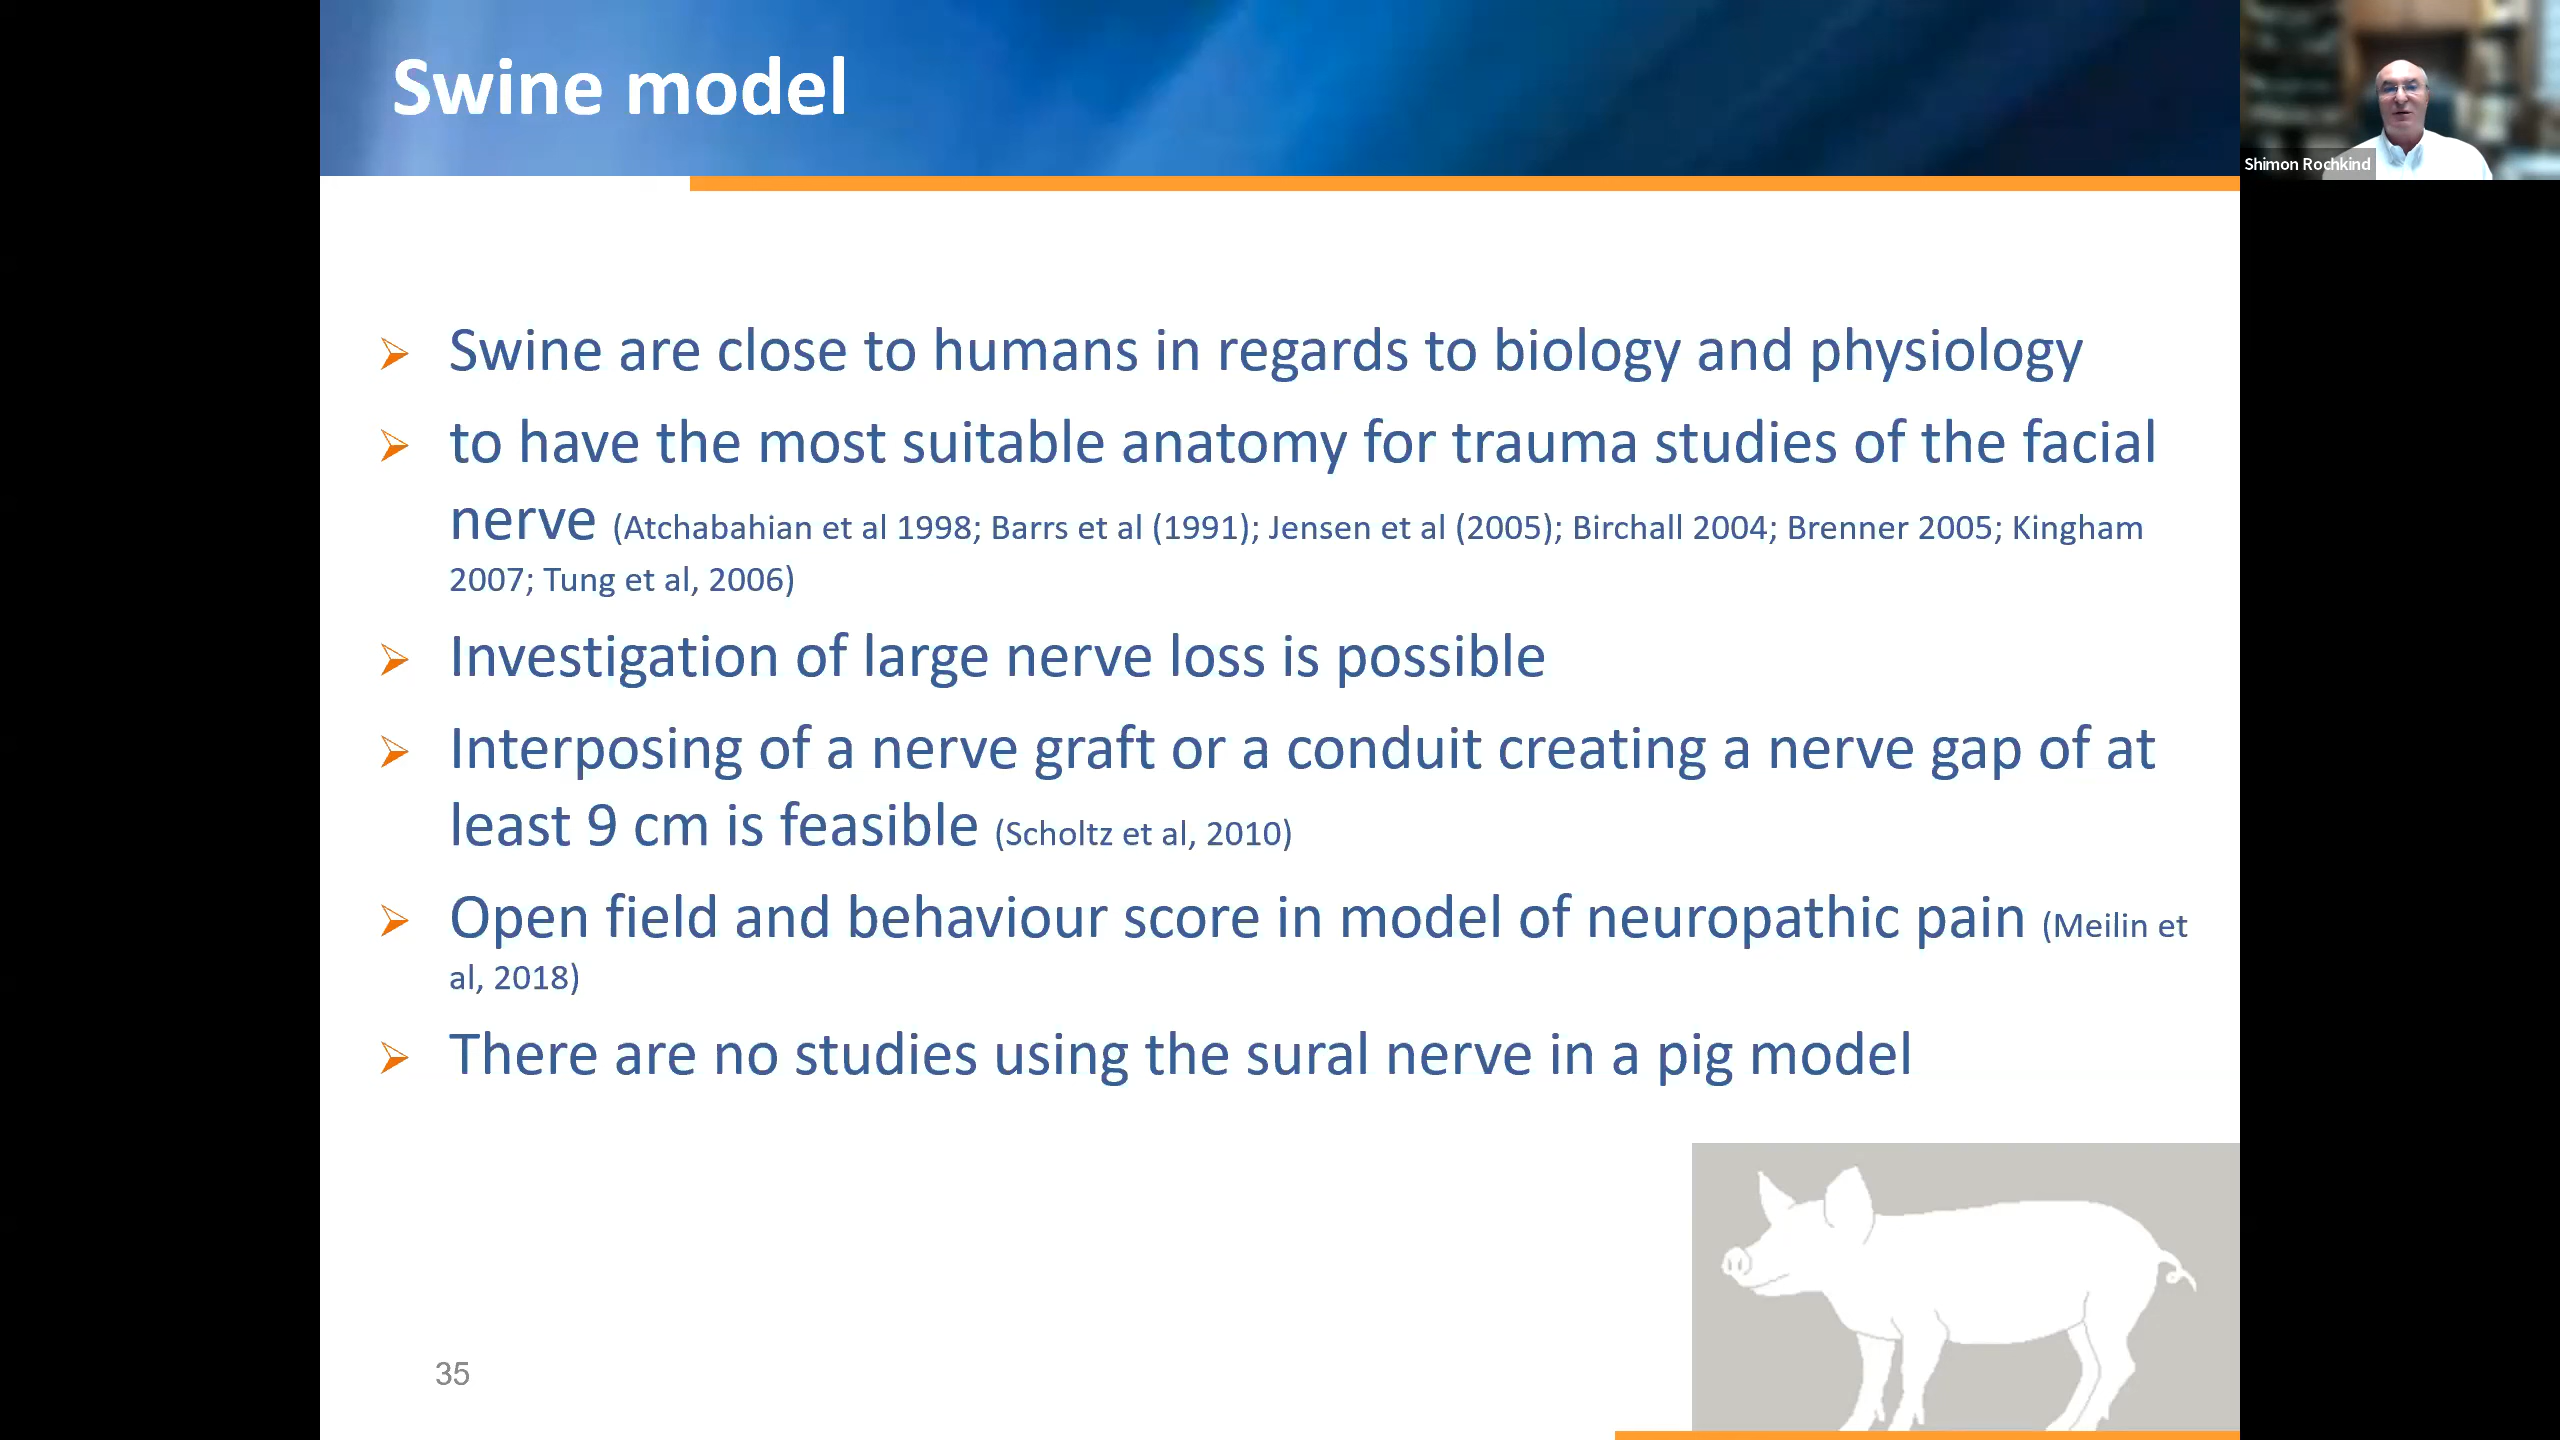 Swine model
Shimon Rochkind
Swine are close to humans in regards to biology and physiology
to have the most suitable anatomy for trauma studies of the facial
nerve (Atchabahian et al 1998; Barrs et al (1991); Jensen et al (2005); Birchall 2004; Brenner 2005; Kingham
2007; Tung et al, 2006)
Investigation of large nerve loss is possible
Interposing of a nerve graft or a conduit creating a nerve gap of at
least 9 cm is feasible (Scholtz et al, 2010)
Open field and behaviour score in model of neuropathic pain (Meilin et
al, 2018)
There are no studies using the sural nerve in a pig model
35